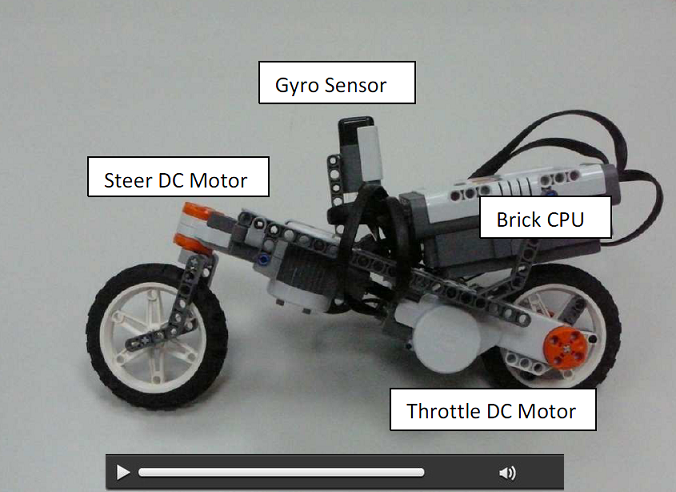 Gyro Sensor
Steer DC Motor
Brick CPU
Throttle DC Motor